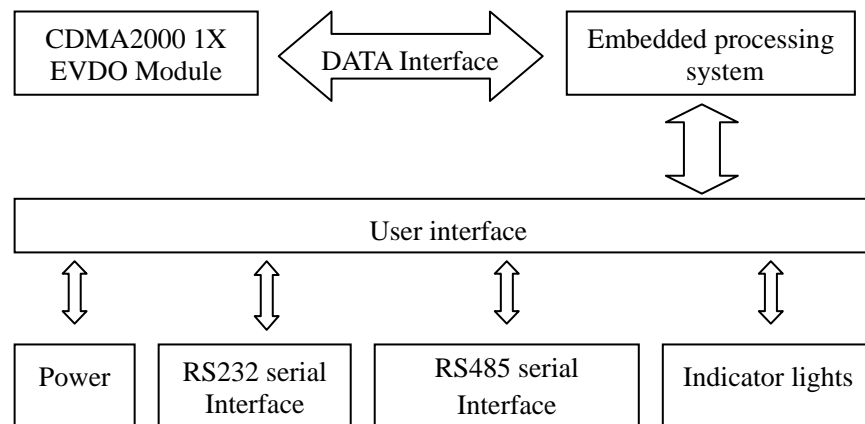 CDMA2000 1X
EVDO Module
DATA Interface
Embedded processing
system
User interface
Power
RS232 serial
Interface
RS485 serial
Interface
Indicator lights